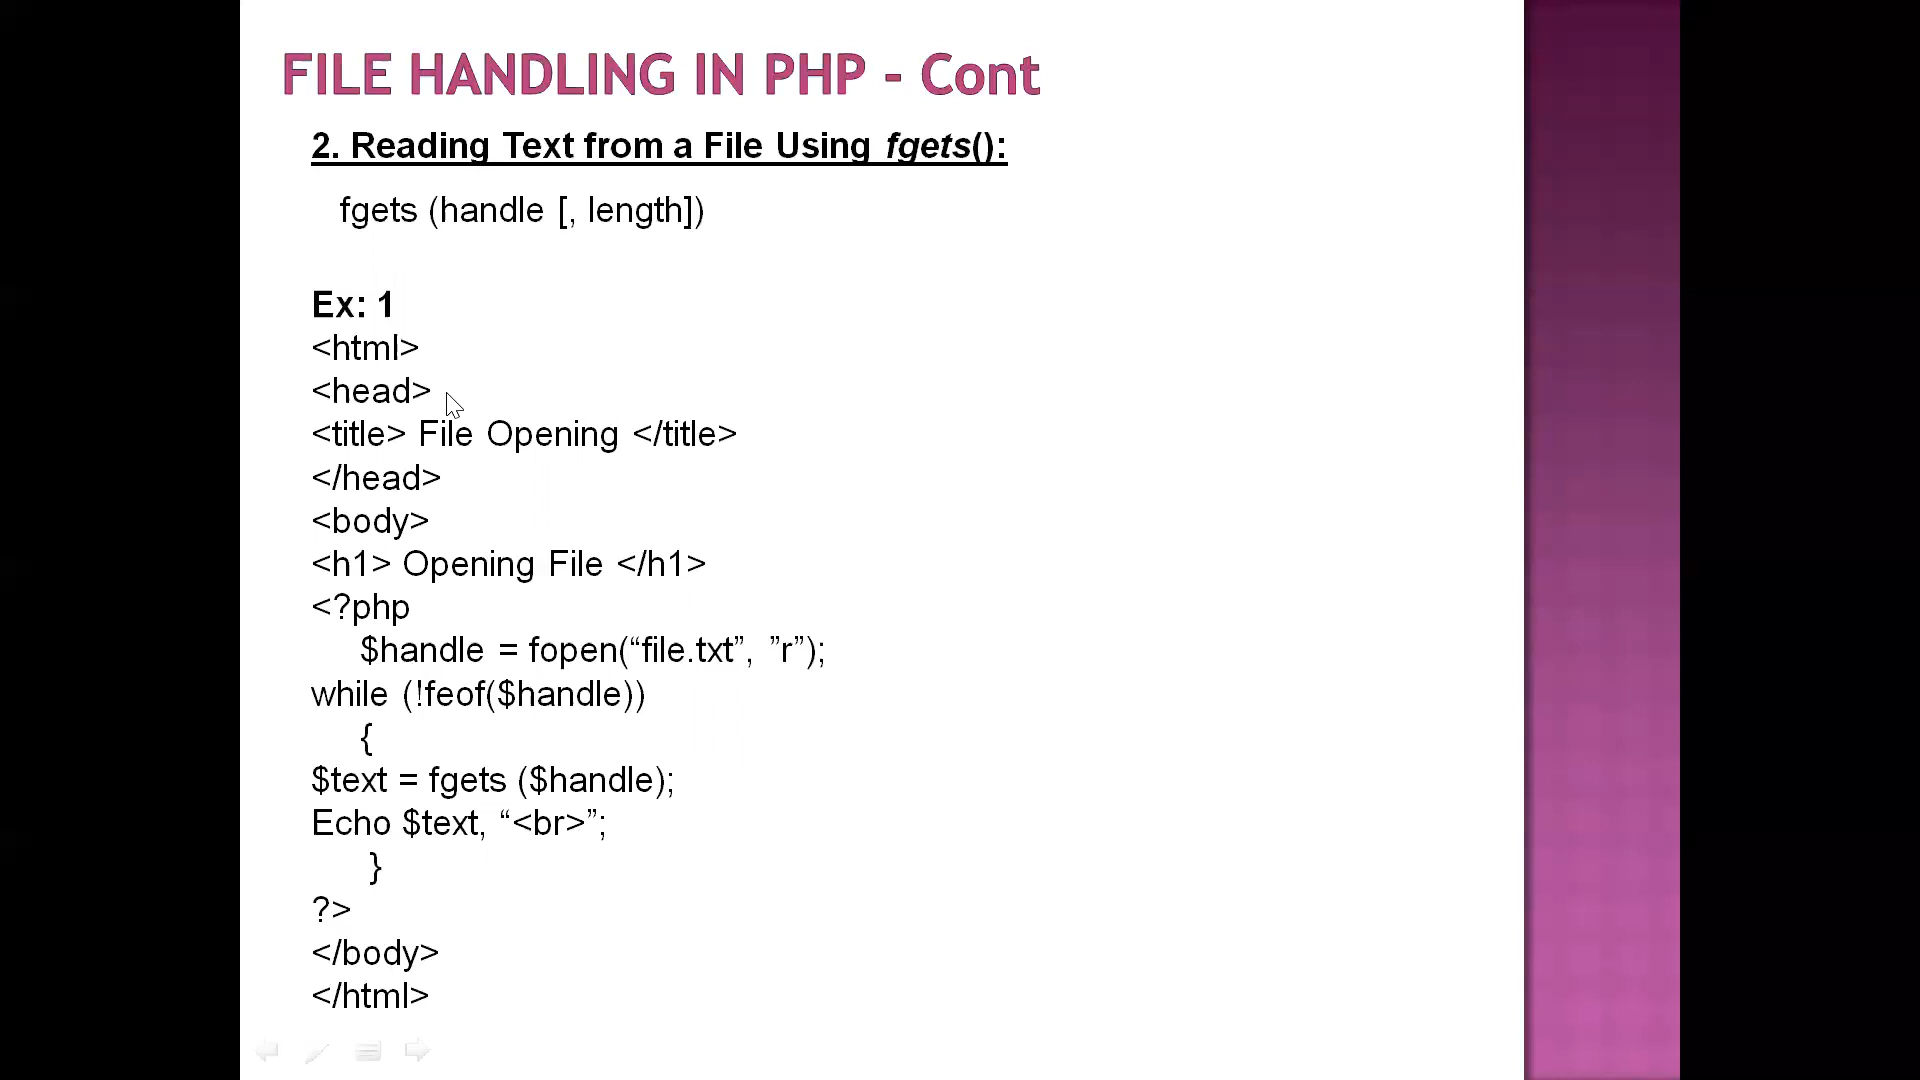 FILE HANDLING IN PHP - Cont
2. Reading Text from a File Using fgets():
fgets (handle [, length])
Ex: 1
<html>
<head>
<title> File Opening </title>
</head>
<body>
<h1> Opening File </h1>
<?php
$handle = fopen(“file.txt”, ”r”);
while (!feof($handle))
{
$text = fgets ($handle);
Echo $text, “<br>”;
}
?>
</body>
</html>